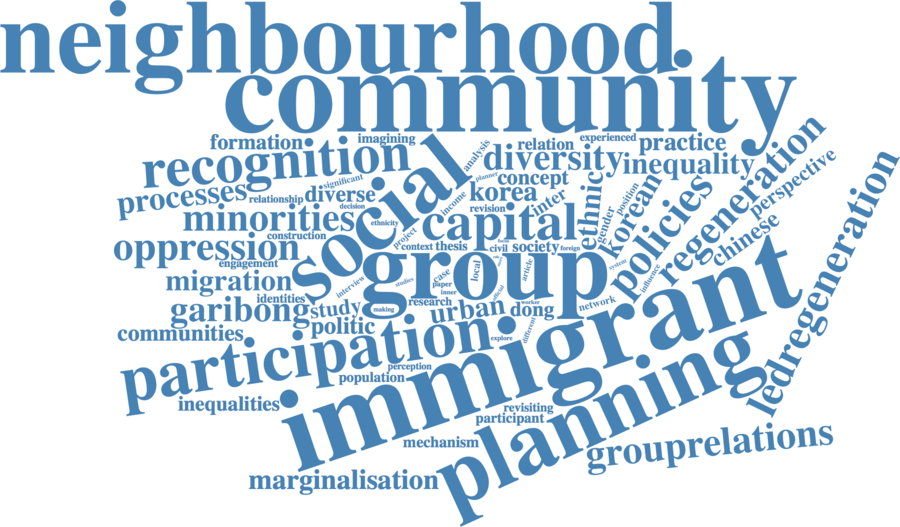 neighbourhood
community
formation
imagining
analysis
relation
experienced
practice
recognition
social
planner
diversity
inequality
regeneration
processes
significant
relationship
diverse
decision
income
concept
korea
revision
inter
ethnic
gender
position
korean
policies
perspective
chinese
minorities
ethnicity
construction
project
capital
oppression
engagement
context
thesis
civil
society
foreign
group
migration
interview
studies
case
paper
inner
local
article
system
influence
identities
garibong
study
making
research
urban
official
worker
dong
network
different
communities
politic
participation
explore
immigrant
ledregeneration
perception
population
inequalities
planning
revisiting
participant
mechanism
grouprelations
marginalisation